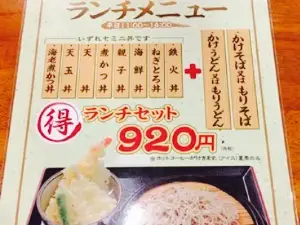 ランチメニュー
いずれもミニ丼です
鉄火丼
ねぎとろ丼
海鮮丼
親子丼
煮かつ丼
天丼
天玉丼
海老煮かつ丼
+
かけそば又はもりそば
かけうどん又はもりうどん
得
ランチセット
920円